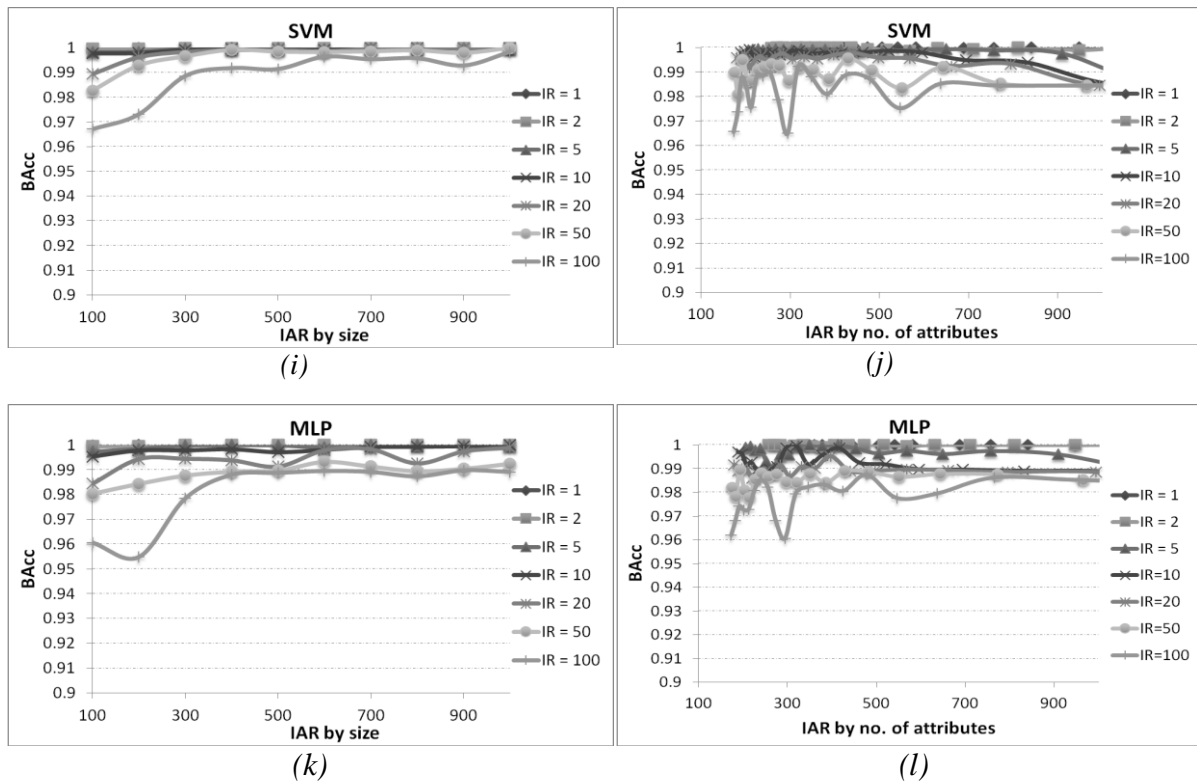 SVM
BAcc
1
0.99
0.98
0.97
0.96
0.95
0.94
0.93
0.92
0.91
0.9
100
300
500
700
900
IAR by size
IR = 1
IR = 2
IR = 5
IR = 10
IR = 20
IR = 50
IR = 100
(i)
SVM
BAcc
1
0.99
0.98
0.97
0.96
0.95
0.94
0.93
0.92
0.91
0.9
100
300
500
700
900
IAR by no. of attributes
IR = 1
IR = 2
IR = 5
IR=10
IR=20
IR=50
IR=100
(j)
MLP
BAcc
1
0.99
0.98
0.97
0.96
0.95
0.94
0.93
0.92
0.91
0.9
100
300
500
700
900
IAR by size
IR = 1
IR = 2
IR = 5
IR = 10
IR = 20
IR = 50
IR = 100
(k)
MLP
BAcc
1
0.99
0.98
0.97
0.96
0.95
0.94
0.93
0.92
0.91
0.9
100
300
500
700
900
IAR by no. of attributes
IR = 1
IR = 2
IR = 5
IR=10
IR=20
IR=50
IR=100
(l)